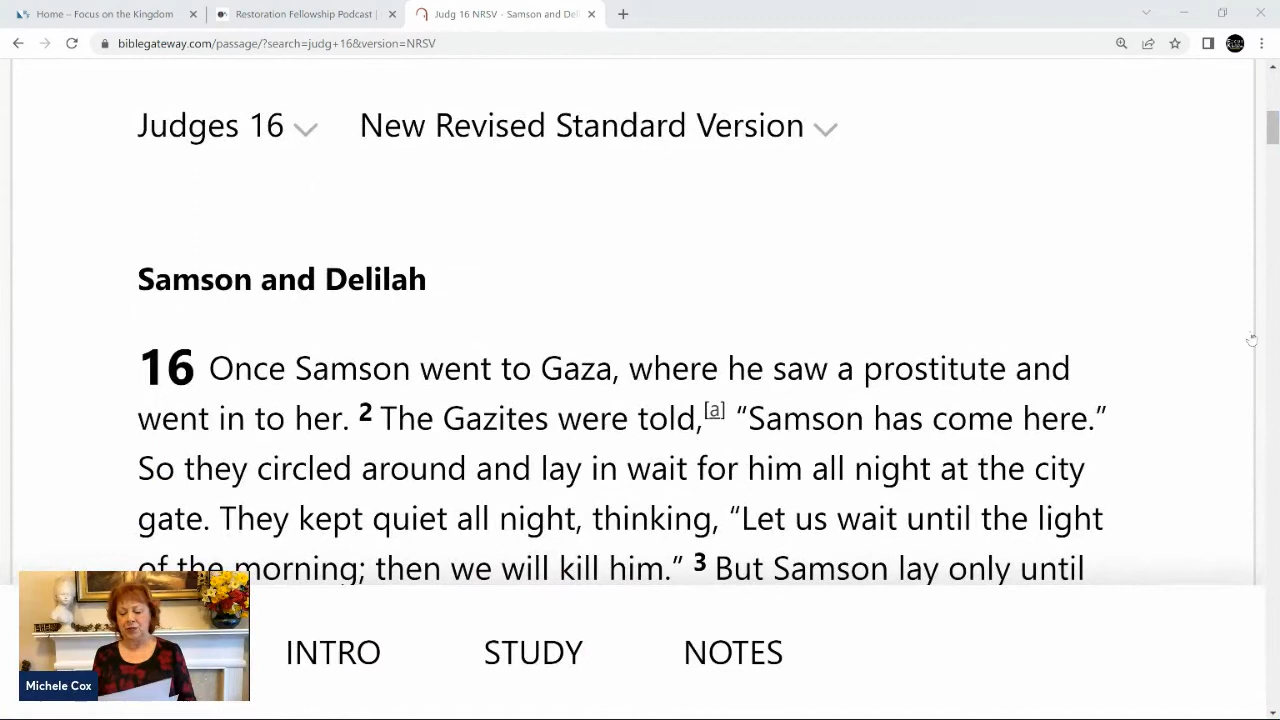 Home – Focus on the Kingdom
Restoration Fellowship Podcast |
Judg 16 NRSV - Samson and Deli
biblegateway.com/passage/?search=judg+16&version=NRSV
Judges 16 New Revised Standard Version
Samson and Delilah
16 Once Samson went to Gaza, where he saw a prostitute and
went in to her. 2 The Gazites were told,[a] “Samson has come here.”
So they circled around and lay in wait for him all night at the city
gate. They kept quiet all night, thinking, “Let us wait until the light
of the morning; then we will kill him.” 3 But Samson lay only until
INTRO STUDY NOTES
Michele Cox